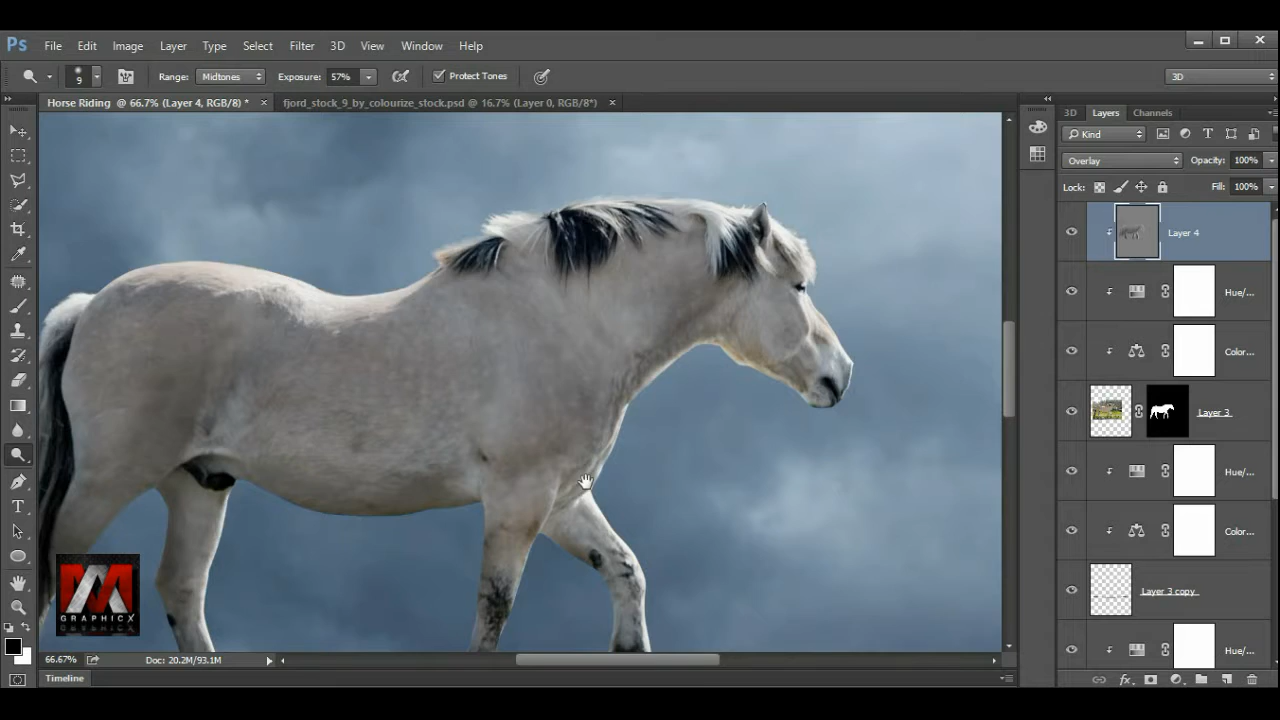 Ps File Edit Image Layer Type Select Filter 3D View Window Help
9 Range: Midtones Exposure: 57% Protect Tones 3D
Horse Riding @ 66.7% (Layer 4, RGB/8) * fjord_stock_9_by_colourize_stock.psd @ 16.7% (Layer 0, RGB/8*)
3D Layers Channels
Kind
Overlay Opacity: 100%
Lock: Fill: 100%
Layer 4
Hue/...
Color...
Layer 3
Hue/...
Color...
Layer 3 copy
Hue/...
M
GRAPHICX
66.67% Doc: 20.2M/93.1M
Timeline